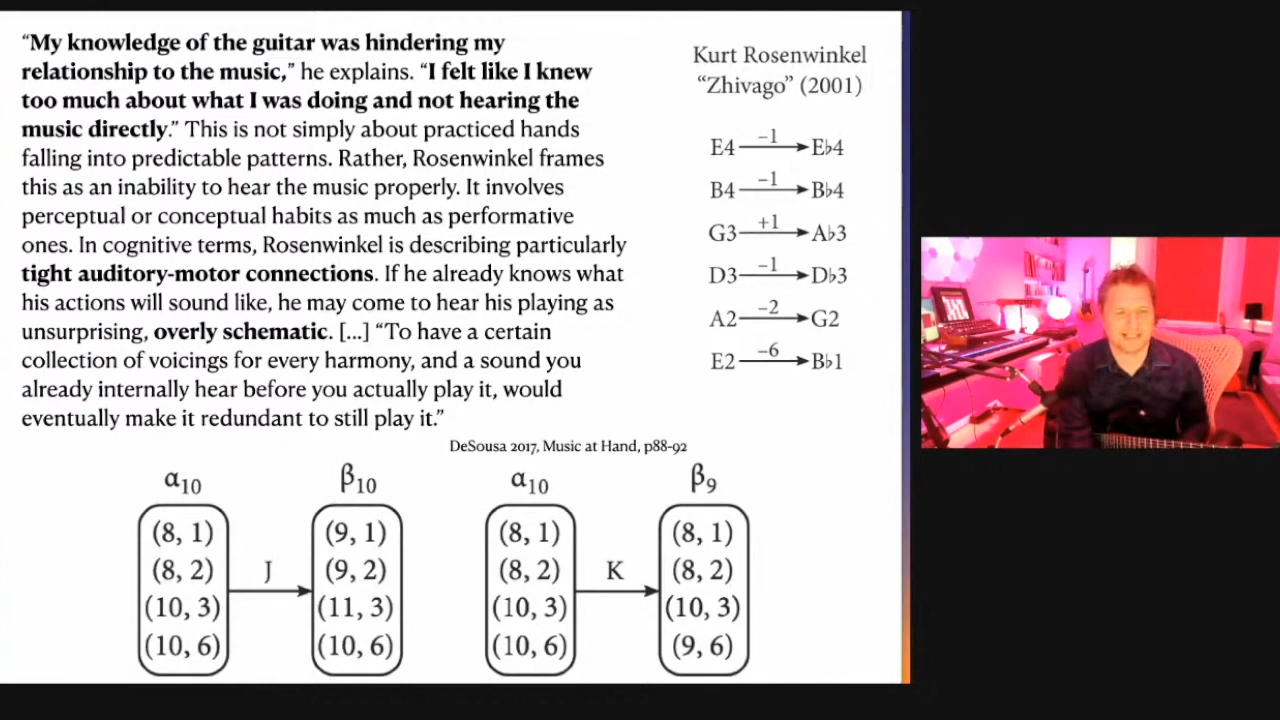 “My knowledge of the guitar was hindering my
relationship to the music,” he explains. “I felt like I knew
too much about what I was doing and not hearing the
music directly.” This is not simply about practiced hands
falling into predictable patterns. Rather, Rosenwinkel frames
this as an inability to hear the music properly. It involves
perceptual or conceptual habits as much as performative
ones. In cognitive terms, Rosenwinkel is describing particularly
tight auditory-motor connections. If he already knows what
his actions will sound like, he may come to hear his playing as
unsurprising, overly schematic. [...] “To have a certain
collection of voicings for every harmony, and a sound you
already internally hear before you actually play it, would
eventually make it redundant to still play it.”
DeSousa 2017, Music at Hand, p88-92
Kurt Rosenwinkel
“Zhivago” (2001)
E4 −1 E♭4
B4 −1 B♭4
G3 +1 A♭3
D3 −1 D♭3
A2 −2 G2
E2 −6 B♭1
α10 β10 α10 β9
(8, 1) (9, 1) (8, 1) (8, 1)
(8, 2) J (9, 2) (8, 2) K (8, 2)
(10, 3) (11, 3) (10, 3) (10, 3)
(10, 6) (10, 6) (10, 6) (9, 6)